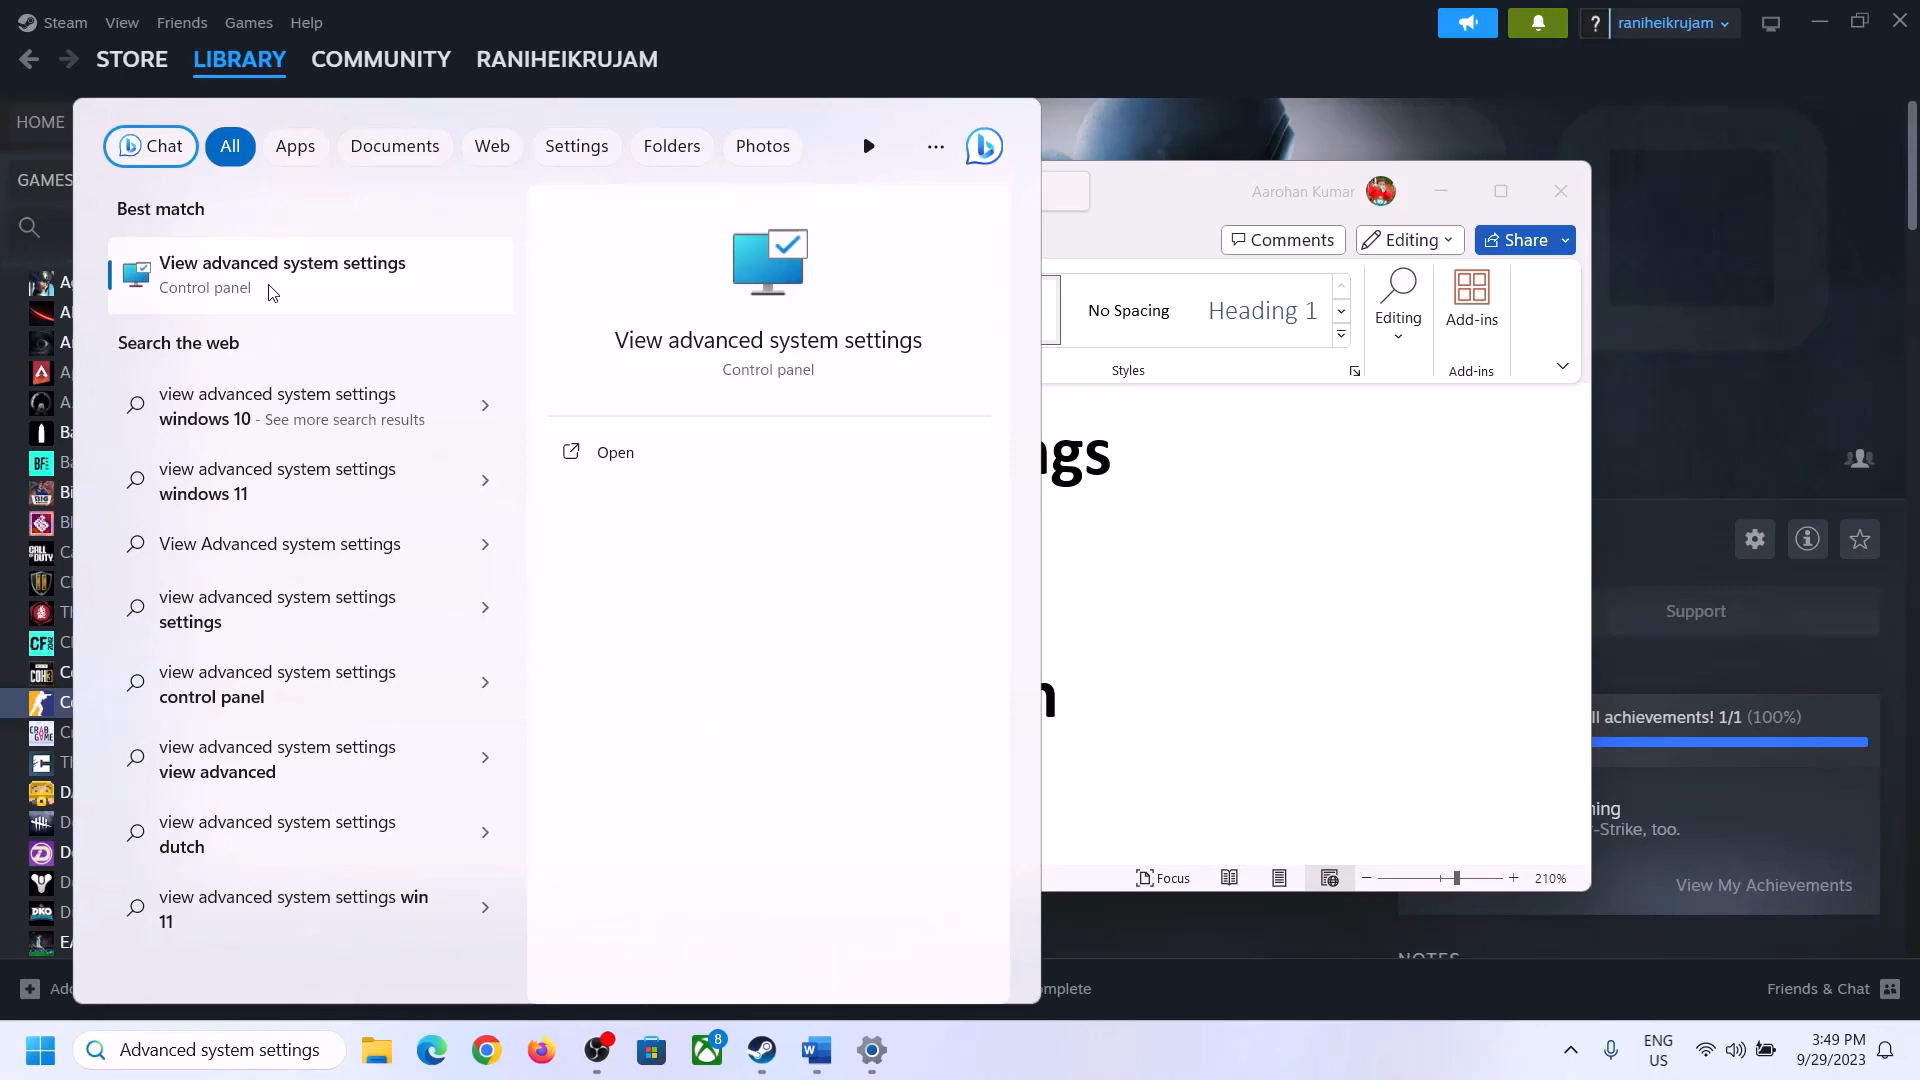 Steam View Friends Games Help
raniheikrujam
STORE LIBRARY COMMUNITY RANIHEIKRUJAM
HOME
GAMES
Chat All Apps Documents Web Settings Folders Photos
Best match
View advanced system settings
Control panel
Search the web
view advanced system settings
windows 10 - See more search results
view advanced system settings
windows 11
View Advanced system settings
view advanced system settings
settings
view advanced system settings
control panel
view advanced system settings
view advanced
view advanced system settings
dutch
view advanced system settings win
11
View advanced system settings
Control panel
Open
Aarohan Kumar
Comments Editing Share
No Spacing Heading 1
Editing
Add-ins
Styles
Add-ins
ngs
Focus
210%
Support
ll achievements! 1/1 (100%)
-Strike, too.
View My Achievements
Friends & Chat
Advanced system settings
8
ENG
US
3:49 PM
9/29/2023